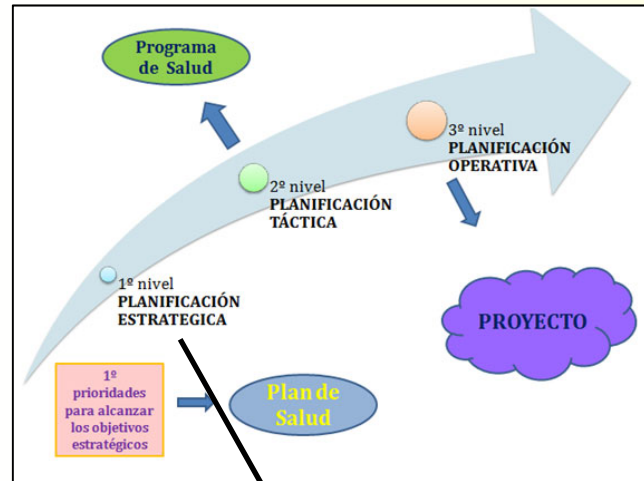 Programa
de Salud
3º nivel
PLANIFICACIÓN
OPERATIVA
2º nivel
PLANIFICACIÓN
TÁCTICA
1º nivel
PLANIFICACIÓN
ESTRATEGICA
PROYECTO
1º
prioridades
para alcanzar
los objetivos
estratégicos
Plan de
Salud